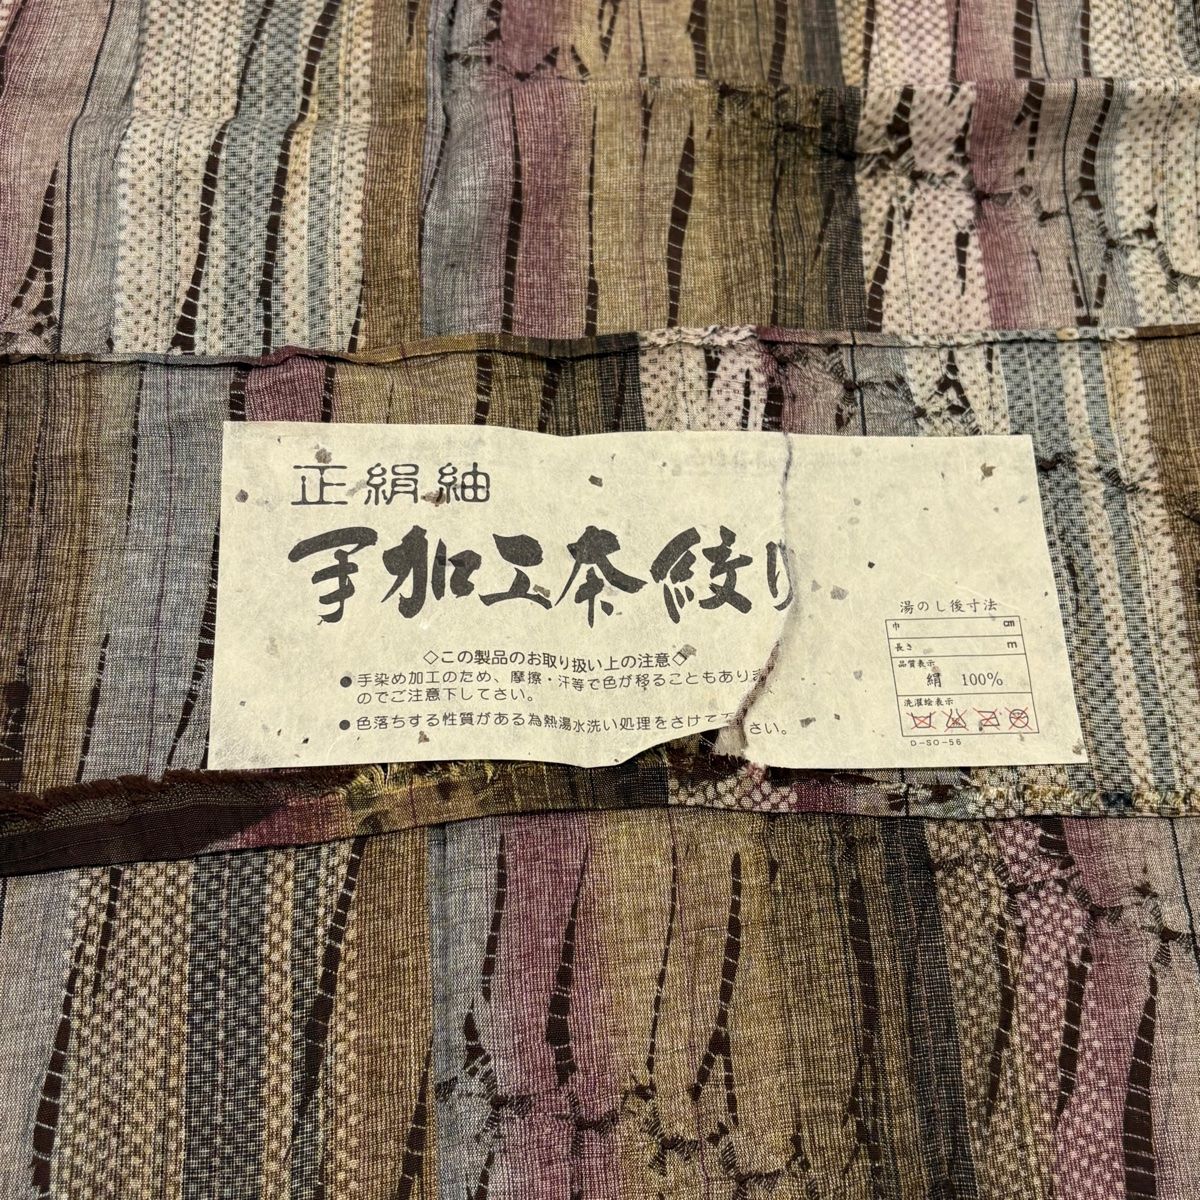 正絹紬
手加工本絞り
◇この製品のお取り扱い上の注意◇
●手染め加工のため、摩擦・汗等で色が移ることもあります
のでご注意下してさい。
●色落ちする性質がある為熱湯水洗い処理をさけて下さい。
湯のし後寸法
巾 cm
長さ m
品質表示
絹 100%
洗濯絵表示
D-SO-56